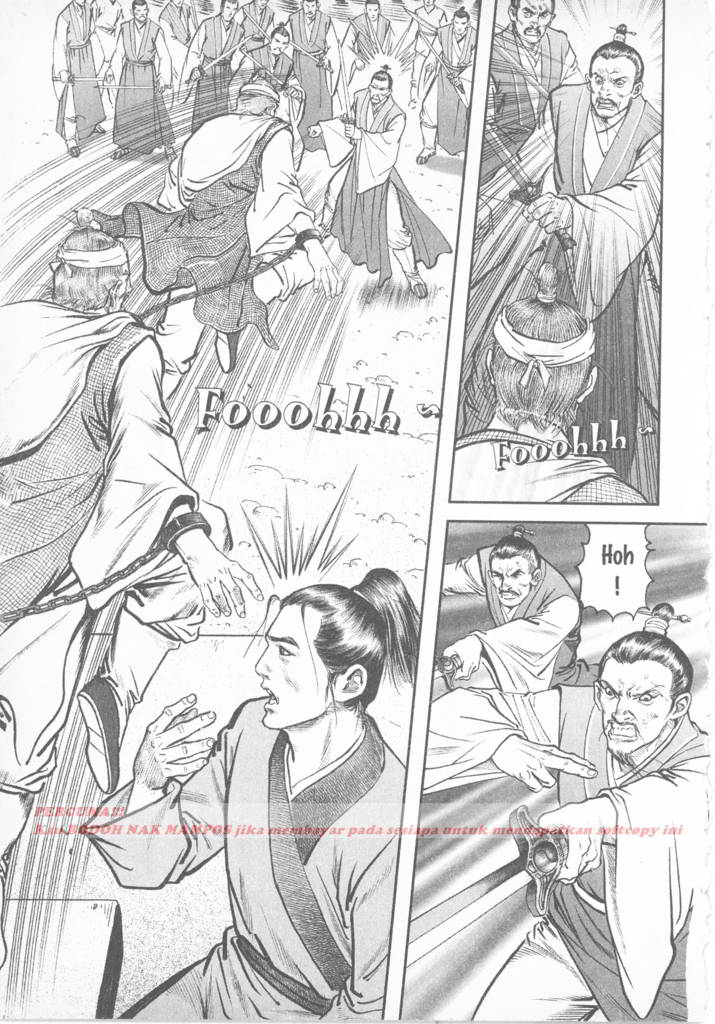 Fooohhh ~
Fooohhh ~
Hoh
!
PERCUMA!!!
Kau BODOH NAK MAMPOS jika membayar pada sesiapa untuk mendapatkan softcopy ini